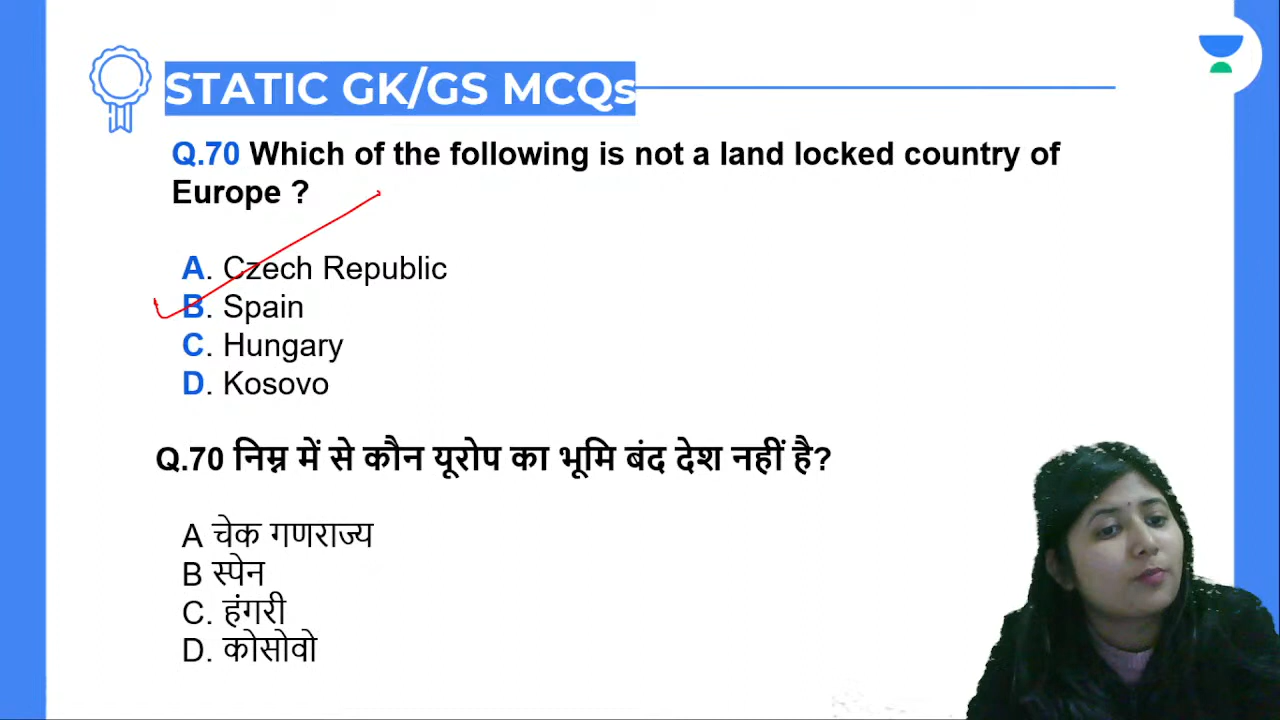 STATIC GK/GS MCQs
Q.70 Which of the following is not a land locked country of
Europe ?
A. Czech Republic
B. Spain
C. Hungary
D. Kosovo
Q.70 निम्न में से कौन यूरोप का भूमि बंद देश नहीं है?
A चेक गणराज्य
B स्पेन
C. हंगरी
D. कोसोवो